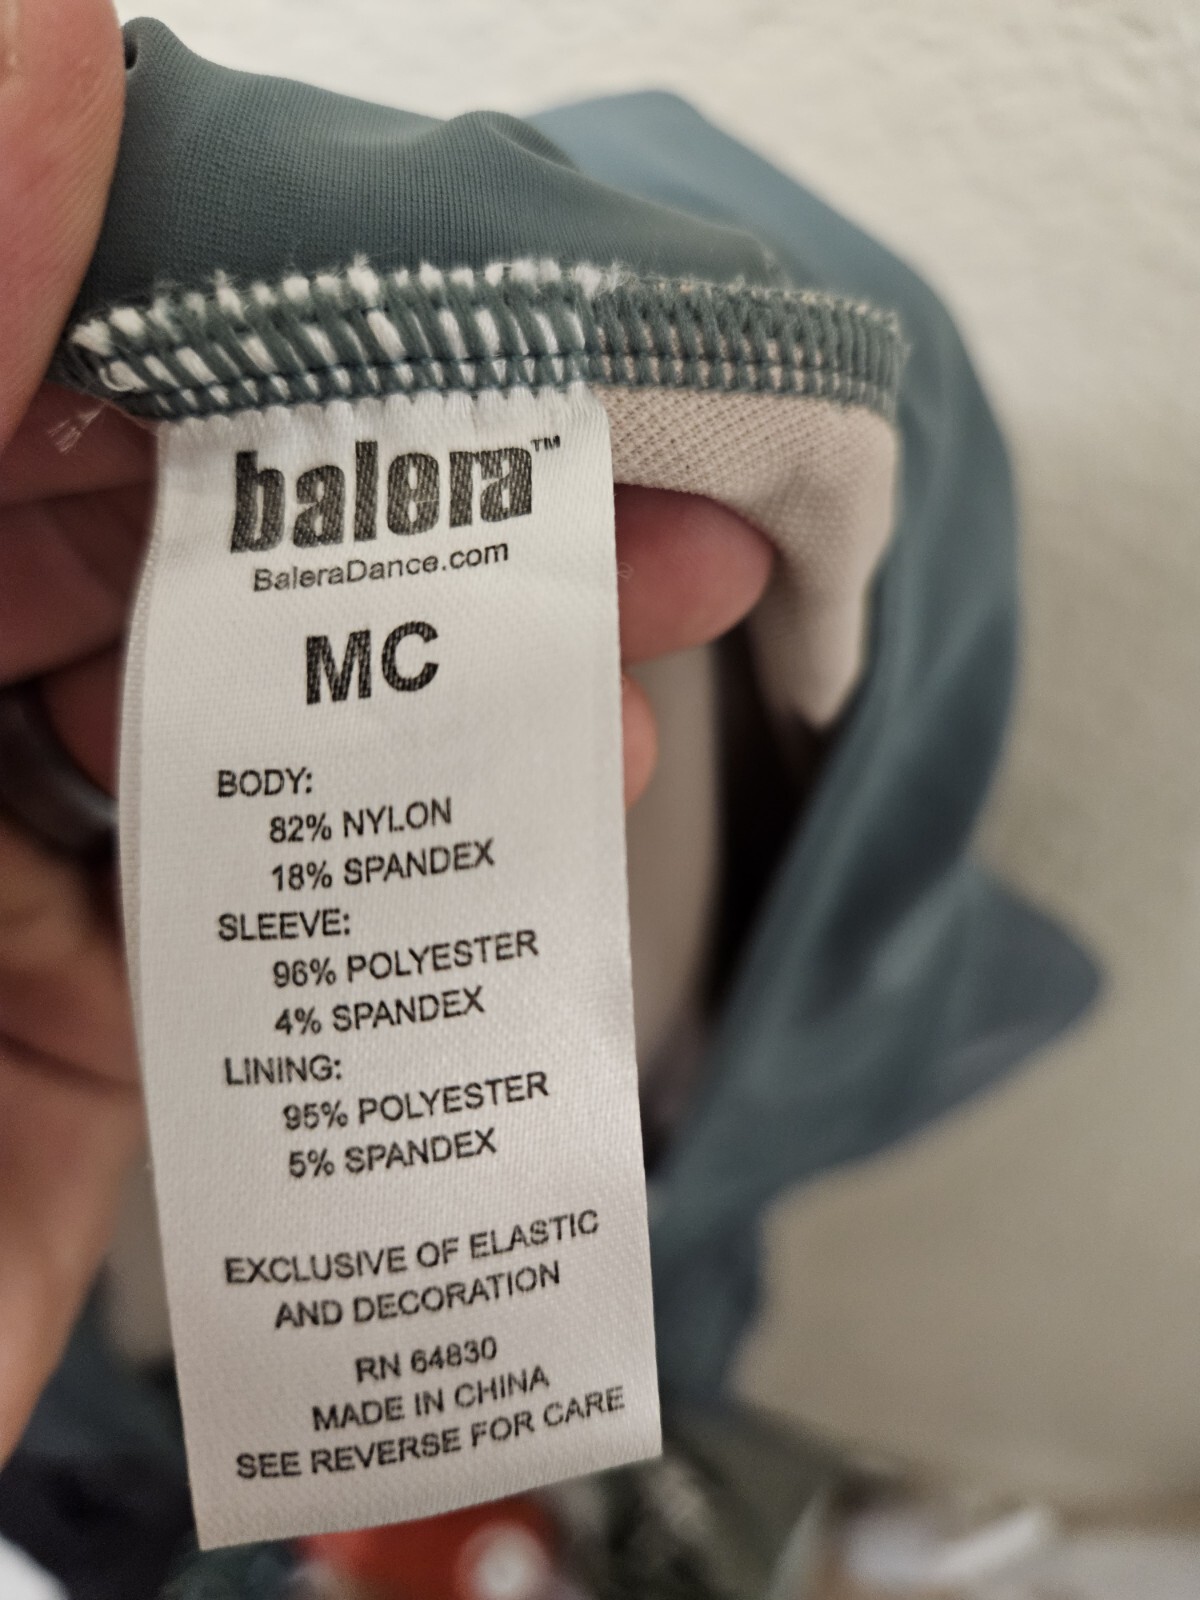 balera™
BaleraDance.com
MC
BODY:
82% NYLON
18% SPANDEX
SLEEVE:
96% POLYESTER
4% SPANDEX
LINING:
95% POLYESTER
5% SPANDEX
EXCLUSIVE OF ELASTIC
AND DECORATION
RN 64830
MADE IN CHINA
SEE REVERSE FOR CARE